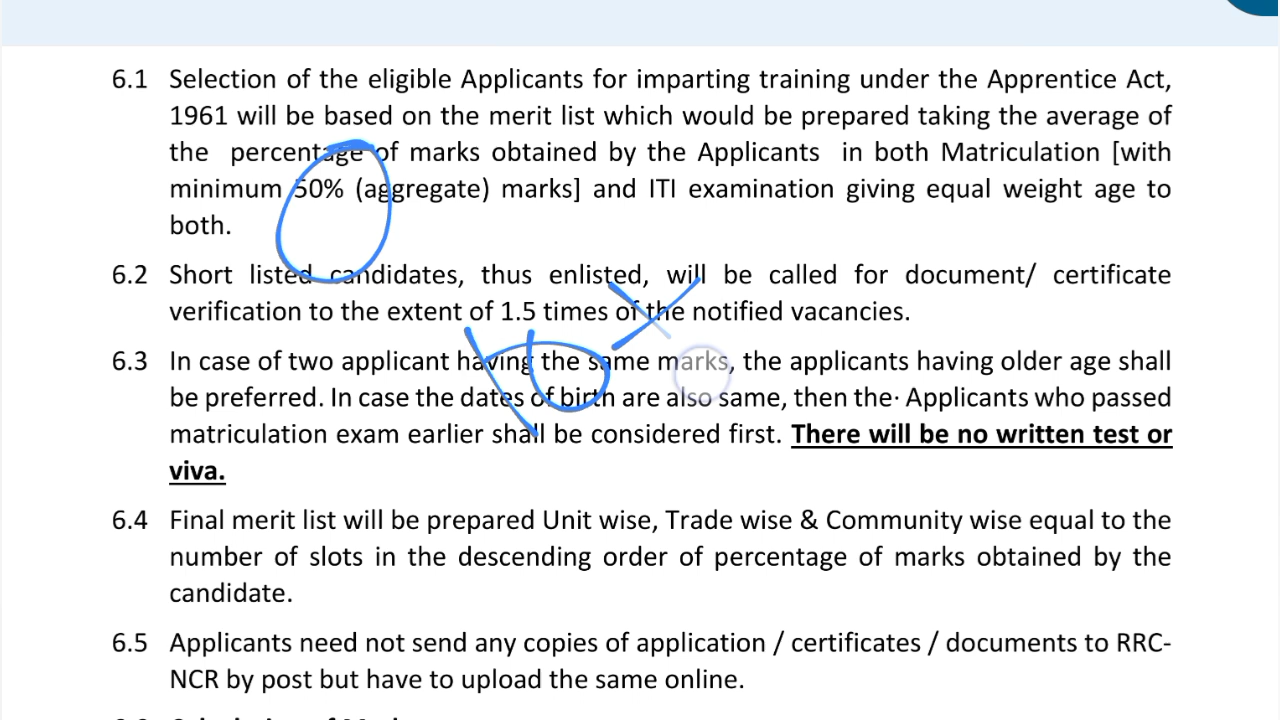 6.1 Selection of the eligible Applicants for imparting training under the Apprentice Act,
1961 will be based on the merit list which would be prepared taking the average of
the percentage of marks obtained by the Applicants in both Matriculation [with
minimum 50% (aggregate) marks] and ITI examination giving equal weight age to
both.
6.2 Short listed candidates, thus enlisted, will be called for document/ certificate
verification to the extent of 1.5 times of the notified vacancies.
6.3 In case of two applicant having the same marks, the applicants having older age shall
be preferred. In case the dates of birth are also same, then the· Applicants who passed
matriculation exam earlier shall be considered first. There will be no written test or
viva.
6.4 Final merit list will be prepared Unit wise, Trade wise & Community wise equal to the
number of slots in the descending order of percentage of marks obtained by the
candidate.
6.5 Applicants need not send any copies of application / certificates / documents to RRC-
NCR by post but have to upload the same online.